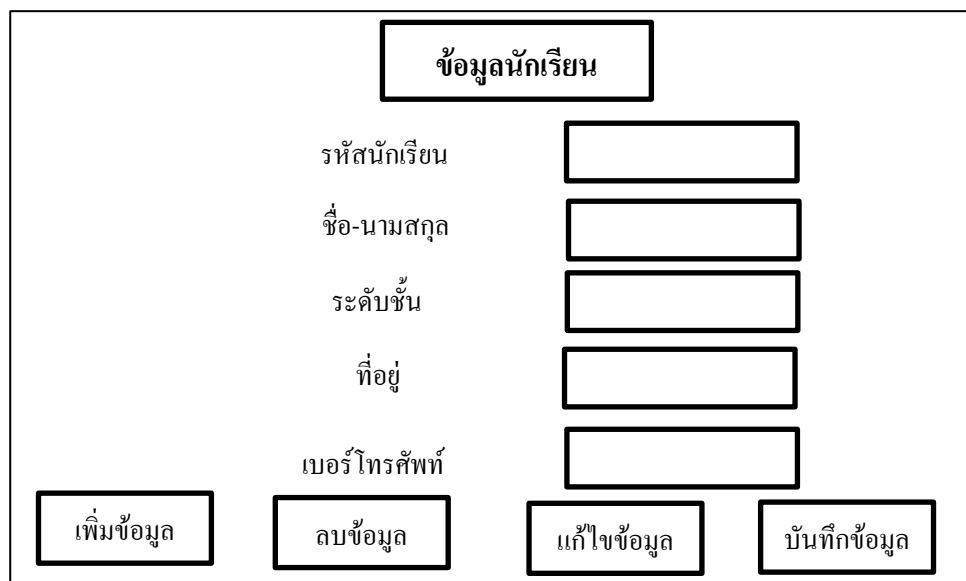 ข้อมูลนักเรียน
รหัสนักเรียน
ชื่อ-นามสกุล
ระดับชั้น
ที่อยู่
เบอร์โทรศัพท์
เพิ่มข้อมูล
ลบข้อมูล
แก้ไขข้อมูล
บันทึกข้อมูล